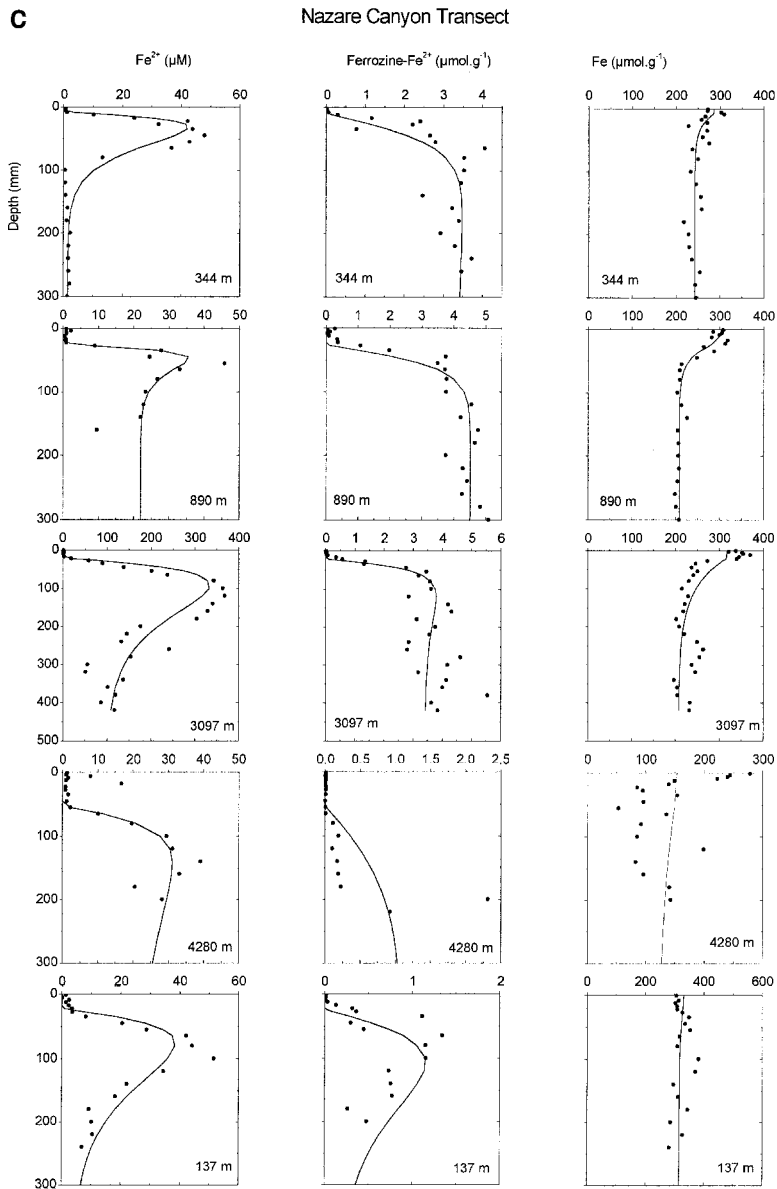 C
Nazare Canyon Transect
Fe²⁺ (µM)
Ferrozine-Fe²⁺ (µmol.g⁻¹)
Fe (µmol.g⁻¹)
0 20 40 60
0 1 2 3 4
0 100 200 300 400
Depth (mm)
0
100
200
300
344 m
344 m
344 m
0 10 20 30 40
0 1 2 3 4 5
0 100 200 300 400
0
100
200
300
890 m
890 m
890 m
0 100 200 300 400
0 1 2 3 4 5 6
0 100 200 300 400
0
100
200
300
400
500
3097 m
3097 m
3097 m
0 10 20 30 40 50
0.0 0.5 1.0 1.5 2.0 2.5
0 100 200 300
0
100
200
300
4280 m
4280 m
4280 m
0 20 40 60
0 1 2
0 200 400 600
0
100
200
300
137 m
137 m
137 m